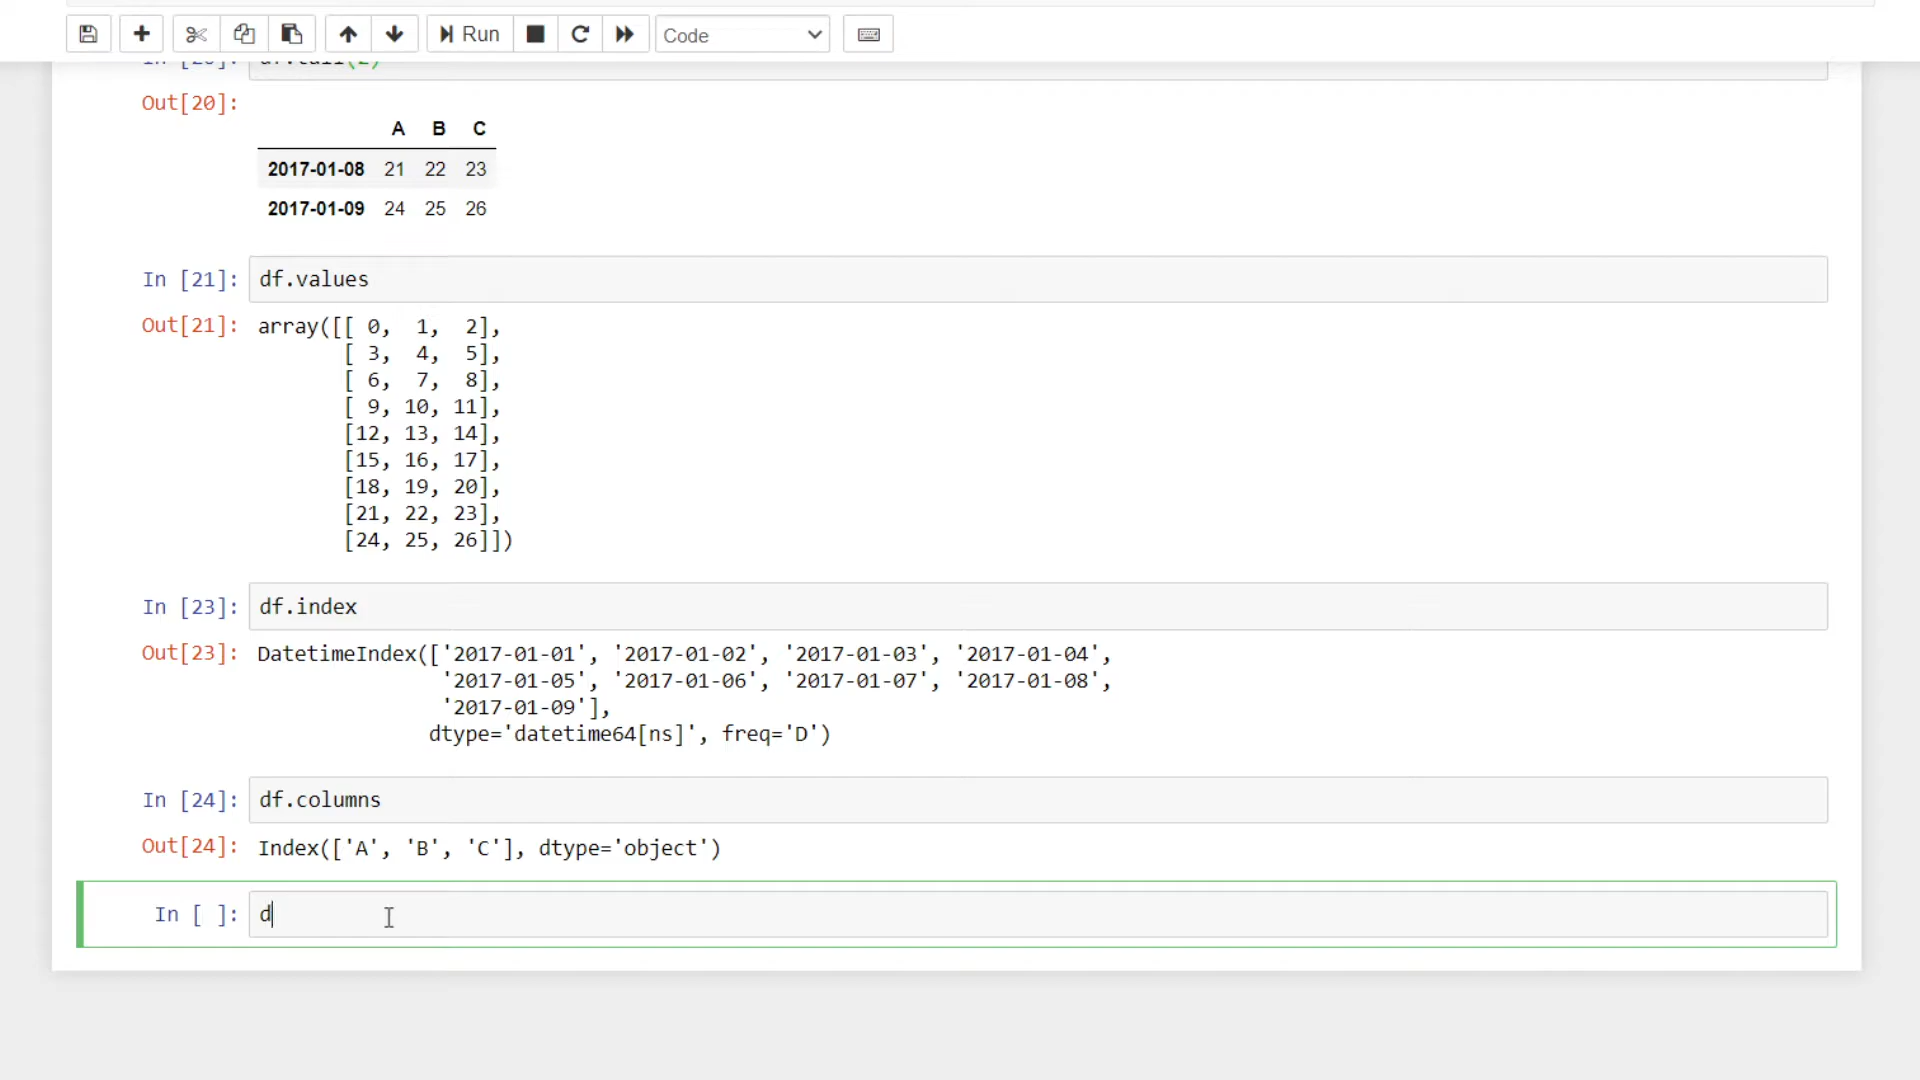 Run
Code
Out[20]:
A B C
2017-01-08 21 22 23
2017-01-09 24 25 26
In [21]: df.values
Out[21]: array([[ 0, 1, 2],
[ 3, 4, 5],
[ 6, 7, 8],
[ 9, 10, 11],
[12, 13, 14],
[15, 16, 17],
[18, 19, 20],
[21, 22, 23],
[24, 25, 26]])
In [23]: df.index
Out[23]: DatetimeIndex(['2017-01-01', '2017-01-02', '2017-01-03', '2017-01-04',
'2017-01-05', '2017-01-06', '2017-01-07', '2017-01-08',
'2017-01-09'],
dtype='datetime64[ns]', freq='D')
In [24]: df.columns
Out[24]: Index(['A', 'B', 'C'], dtype='object')
In [ ]: d